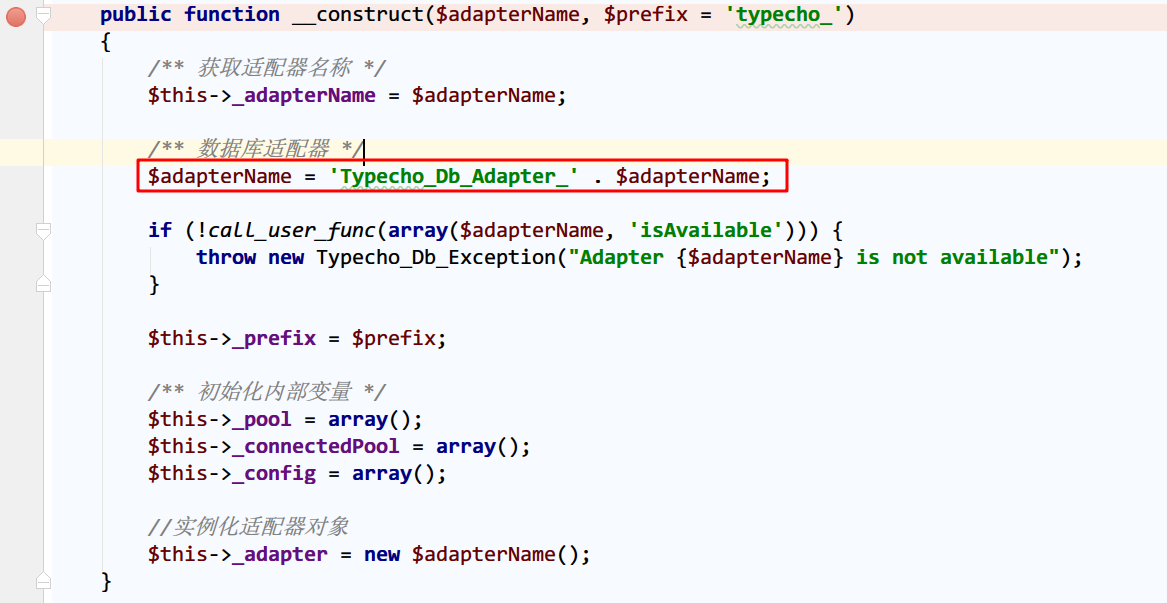 public function __construct($adapterName, $prefix = 'typecho_')
{
/** 获取适配器名称 */
$this->_adapterName = $adapterName;
/** 数据库适配器 */
$adapterName = 'Typecho_Db_Adapter_' . $adapterName;
if (!call_user_func(array($adapterName, 'isAvailable'))) {
throw new Typecho_Db_Exception("Adapter {$adapterName} is not available");
}
$this->_prefix = $prefix;
/** 初始化内部变量 */
$this->_pool = array();
$this->_connectedPool = array();
$this->_config = array();
//实例化适配器对象
$this->_adapter = new $adapterName();
}